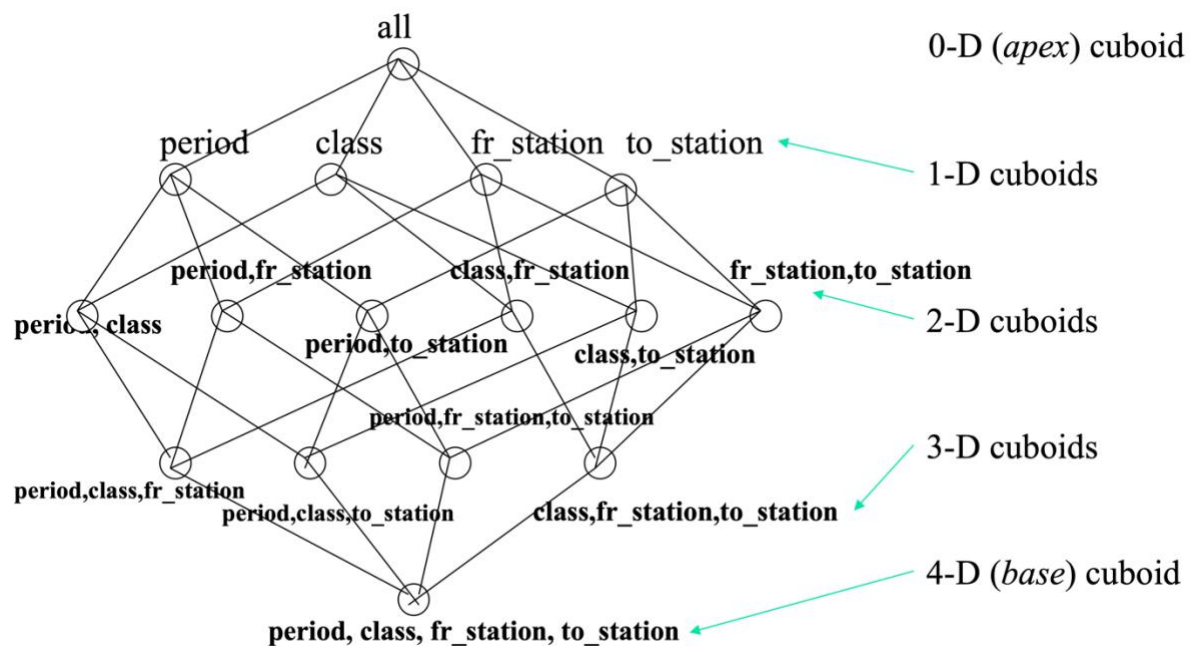 all
0-D (apex) cuboid
period
class
fr_station
to_station
1-D cuboids
period,fr_station
class,fr_station
fr_station,to_station
period, class
2-D cuboids
period,to_station
class,to_station
period,fr_station,to_station
3-D cuboids
period,class,fr_station
period,class,to_station
class,fr_station,to_station
4-D (base) cuboid
period, class, fr_station, to_station